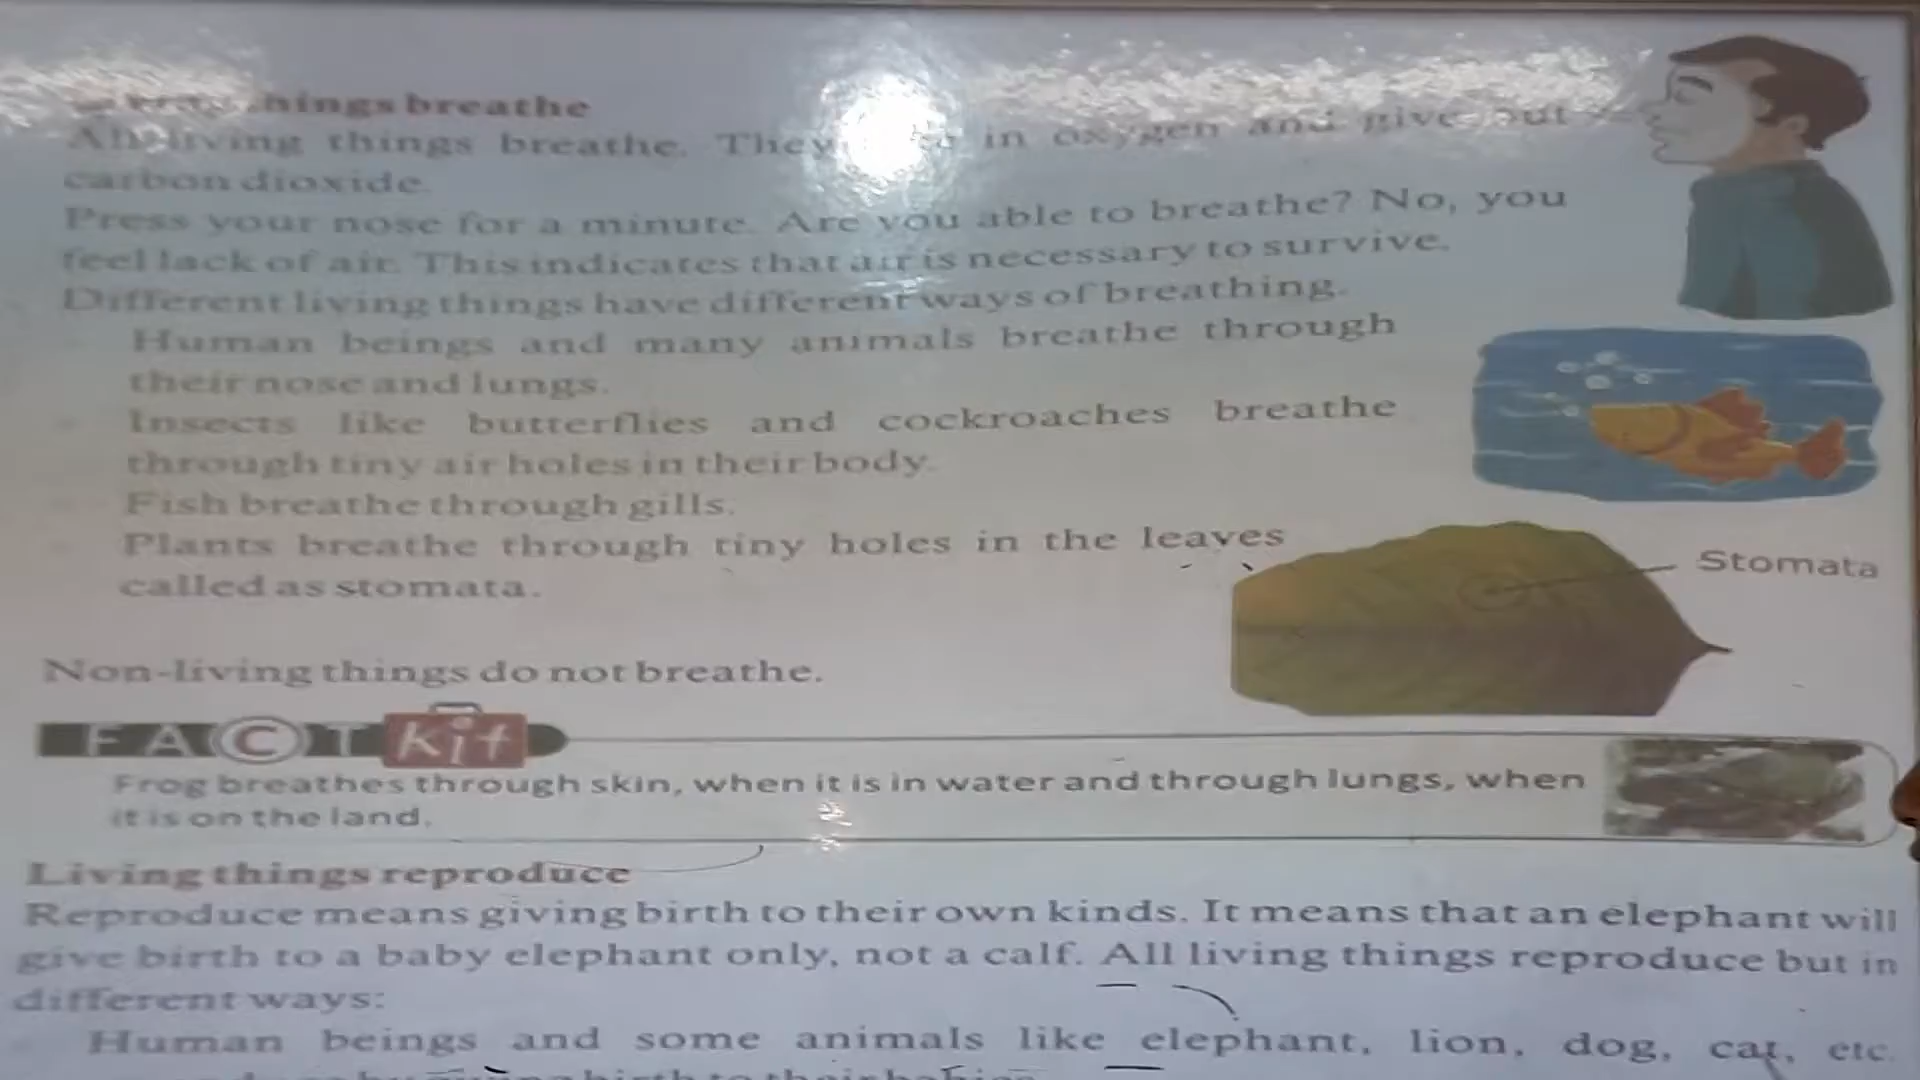 things breathe
All living things breathe. They in oxygen and give out
carbon dioxide.
Press your nose for a minute. Are you able to breathe? No, you
feel lack of air. This indicates that air is necessary to survive.
Different living things have different ways of breathing.
Human beings and many animals breathe through
their nose and lungs.
Insects like butterflies and cockroaches breathe
through tiny air holes in their body.
Fish breathe through gills.
Plants breathe through tiny holes in the leaves
called as stomata.
Stomata
Non-living things do not breathe.
FACT kit
Frog breathes through skin, when it is in water and through lungs, when
it is on the land.
Living things reproduce
Reproduce means giving birth to their own kinds. It means that an elephant will
give birth to a baby elephant only, not a calf. All living things reproduce but in
different ways:
Human beings and some animals like elephant, lion, dog, cat, etc.
by giving birth to their babies